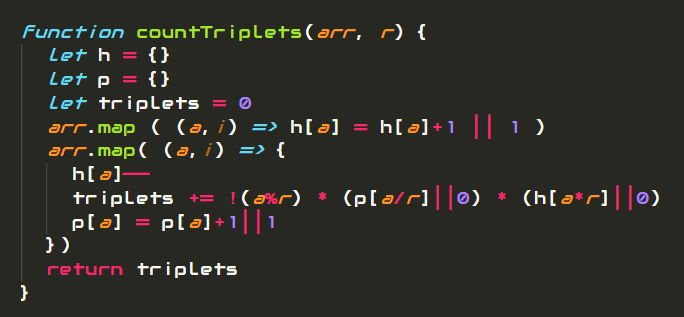 function countTriplets(arr, r) {
let h = {}
let p = {}
let triplets = 0
arr.map ( (a,i) => h[a] = h[a]+1 || 1 )
arr.map( (a,i) => {
h[a]--
triplets += !(a%r) * (p[a/r]||0) * (h[a*r]||0)
p[a] = p[a]+1||1
})
return triplets
}